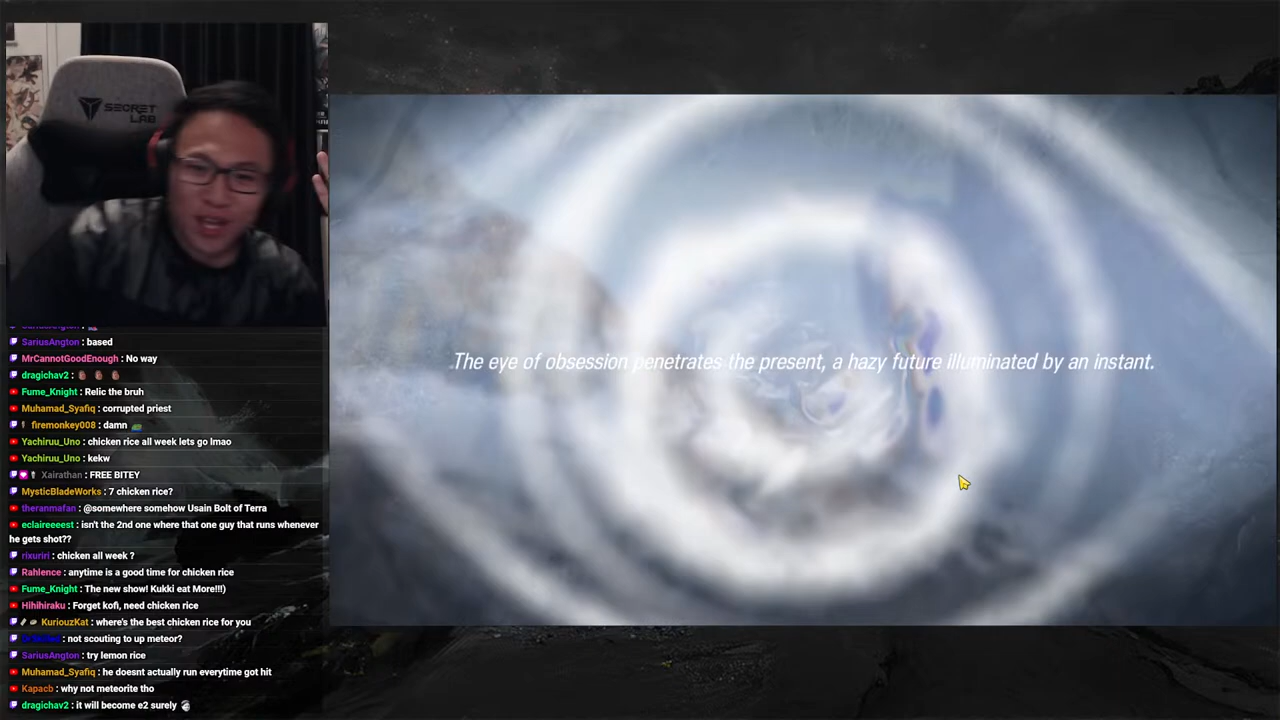 SECRET
LAB
SariusAngton : based
MrCannotGoodEnough : No way
dragichav2 :
Fume_Knight : Relic the bruh
Muhamad_Syafiq : corrupted priest
firemonkey008 : damn
Yachiruu_Uno : chicken rice all week lets go lmao
Yachiruu_Uno : kekw
Xairathan : FREE BITEY
MysticBladeWorks : 7 chicken rice?
theranmafan : @somewhere somehow Usain Bolt of Terra
eclaireeeest : isn't the 2nd one where that one guy that runs whenever
he gets shot??
rixuriri : chicken all week ?
Rahlence : anytime is a good time for chicken rice
Fume_Knight : The new show! Kukki eat More!!!)
Hihihiraku : Forget kofi, need chicken rice
KuriouzKat : where's the best chicken rice for you
: not scouting to up meteor?
SariusAngton : try lemon rice
Muhamad_Syafiq : he doesnt actually run everytime got hit
Kapacb : why not meteorite tho
dragichav2 : it will become e2 surely
The eye of obsession penetrates the present, a hazy future illuminated by an instant.